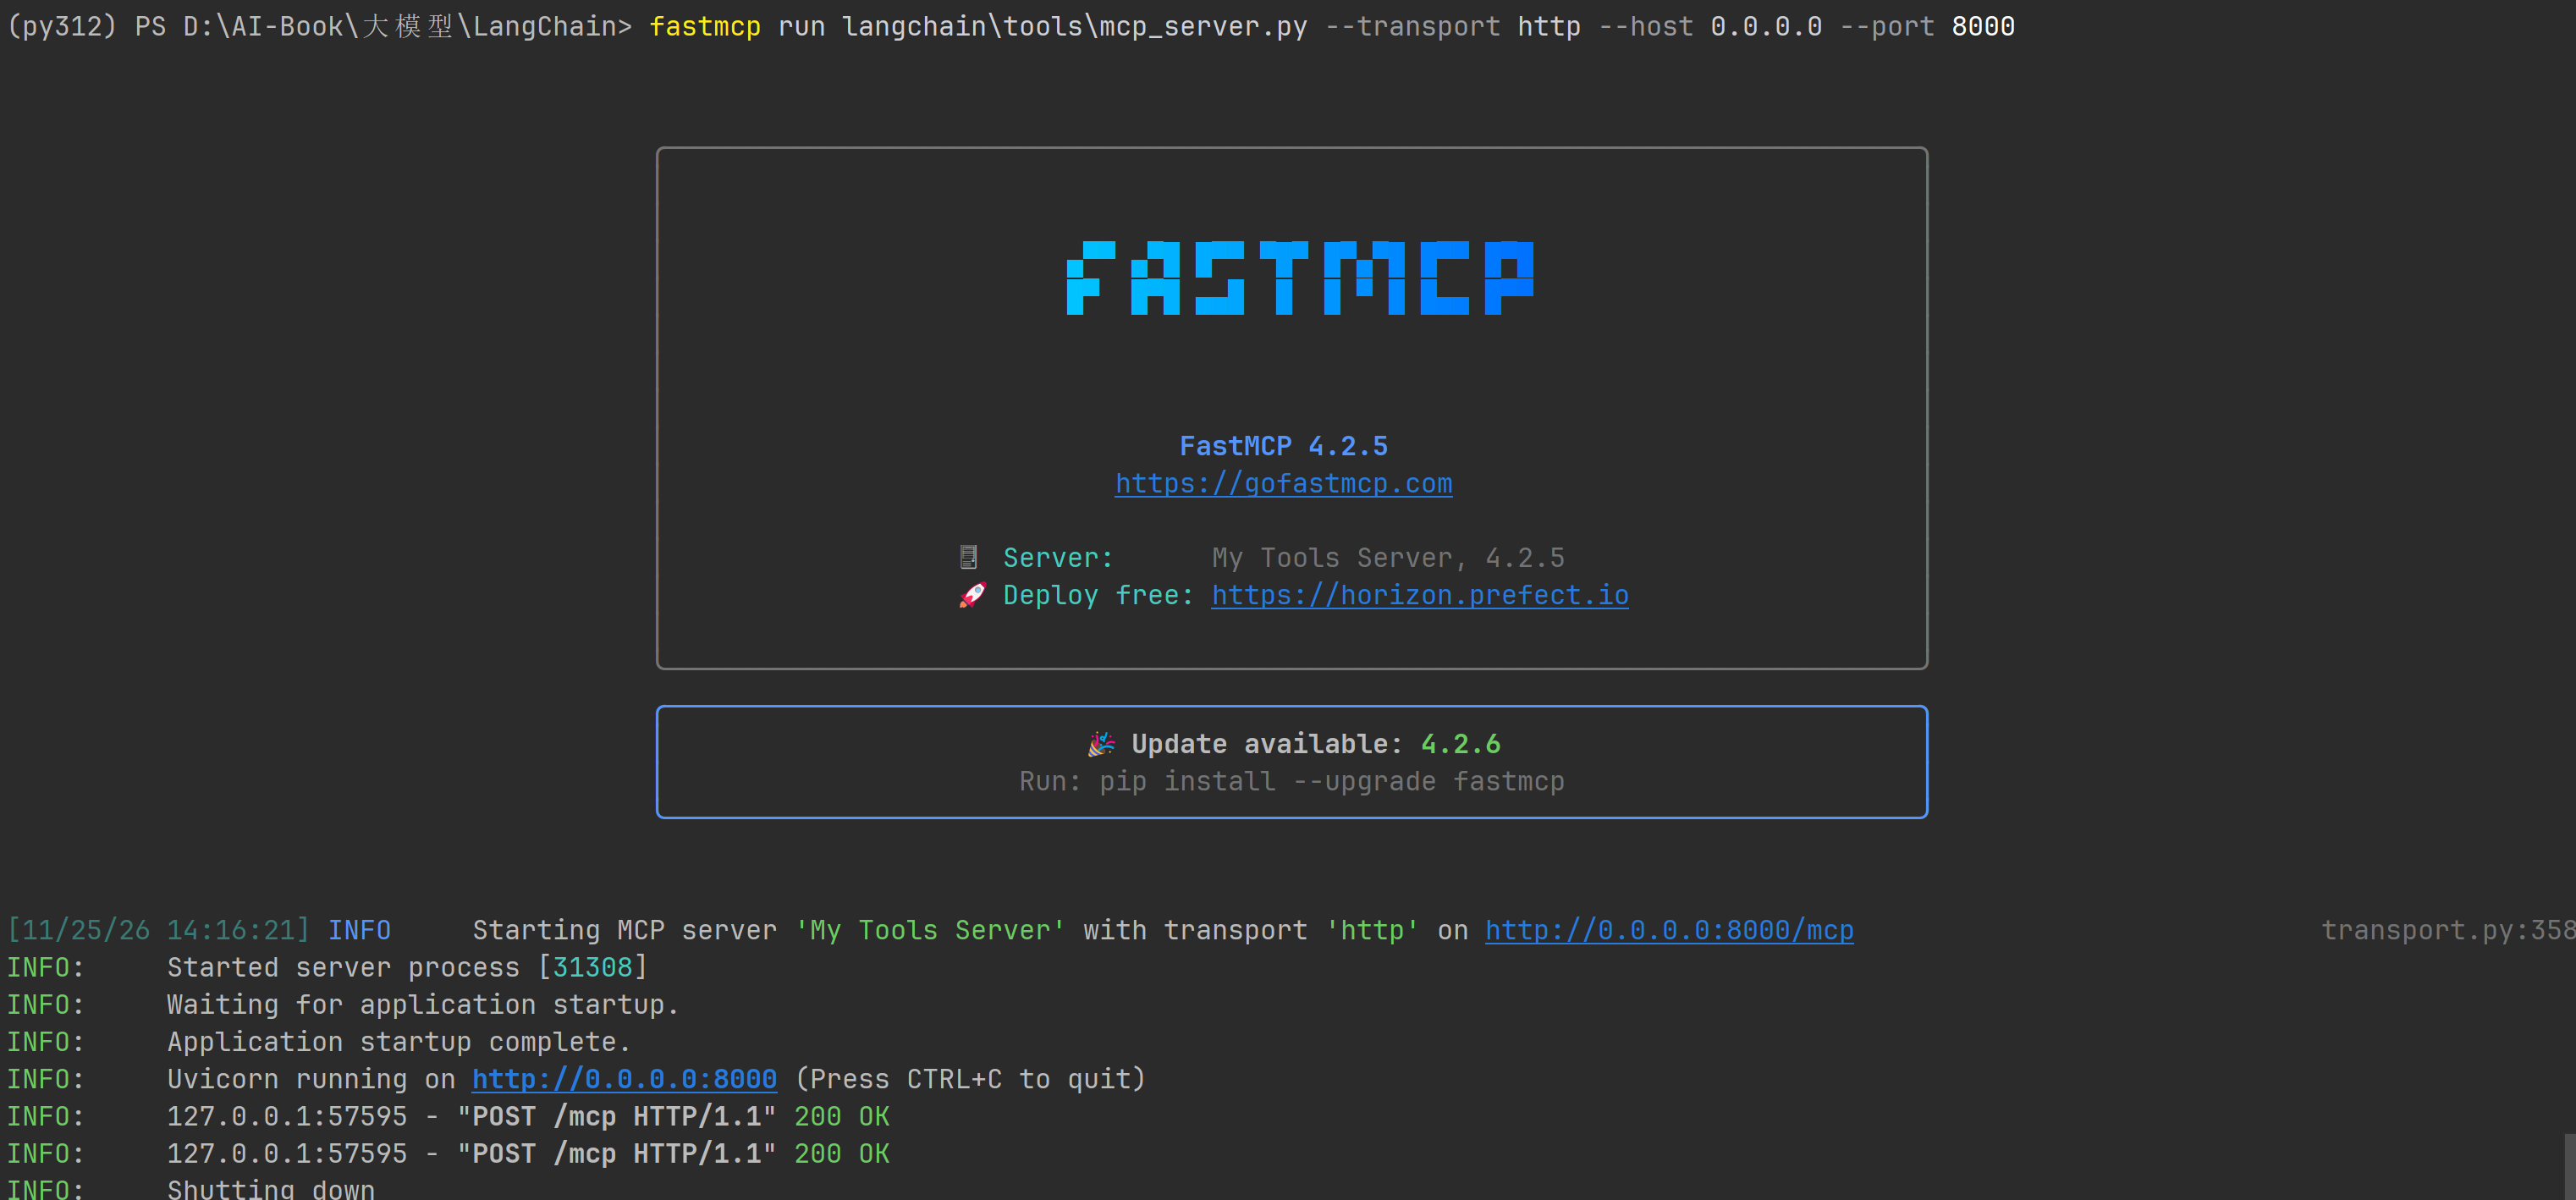 (py312) PS D:\AI-Book\大模型\LangChain> fastmcp run langchain\tools\mcp_server.py --transport http --host 0.0.0.0 --port 8000
FASTMCP
FastMCP 4.2.5
https://gofastmcp.com
Server: My Tools Server, 4.2.5
Deploy free: https://horizon.prefect.io
Update available: 4.2.6
Run: pip install --upgrade fastmcp
[11/25/26 14:16:21] INFO Starting MCP server 'My Tools Server' with transport 'http' on http://0.0.0.0:8000/mcp transport.py:358
INFO: Started server process [31308]
INFO: Waiting for application startup.
INFO: Application startup complete.
INFO: Uvicorn running on http://0.0.0.0:8000 (Press CTRL+C to quit)
INFO: 127.0.0.1:57595 - "POST /mcp HTTP/1.1" 200 OK
INFO: 127.0.0.1:57595 - "POST /mcp HTTP/1.1" 200 OK
INFO: Shutting down